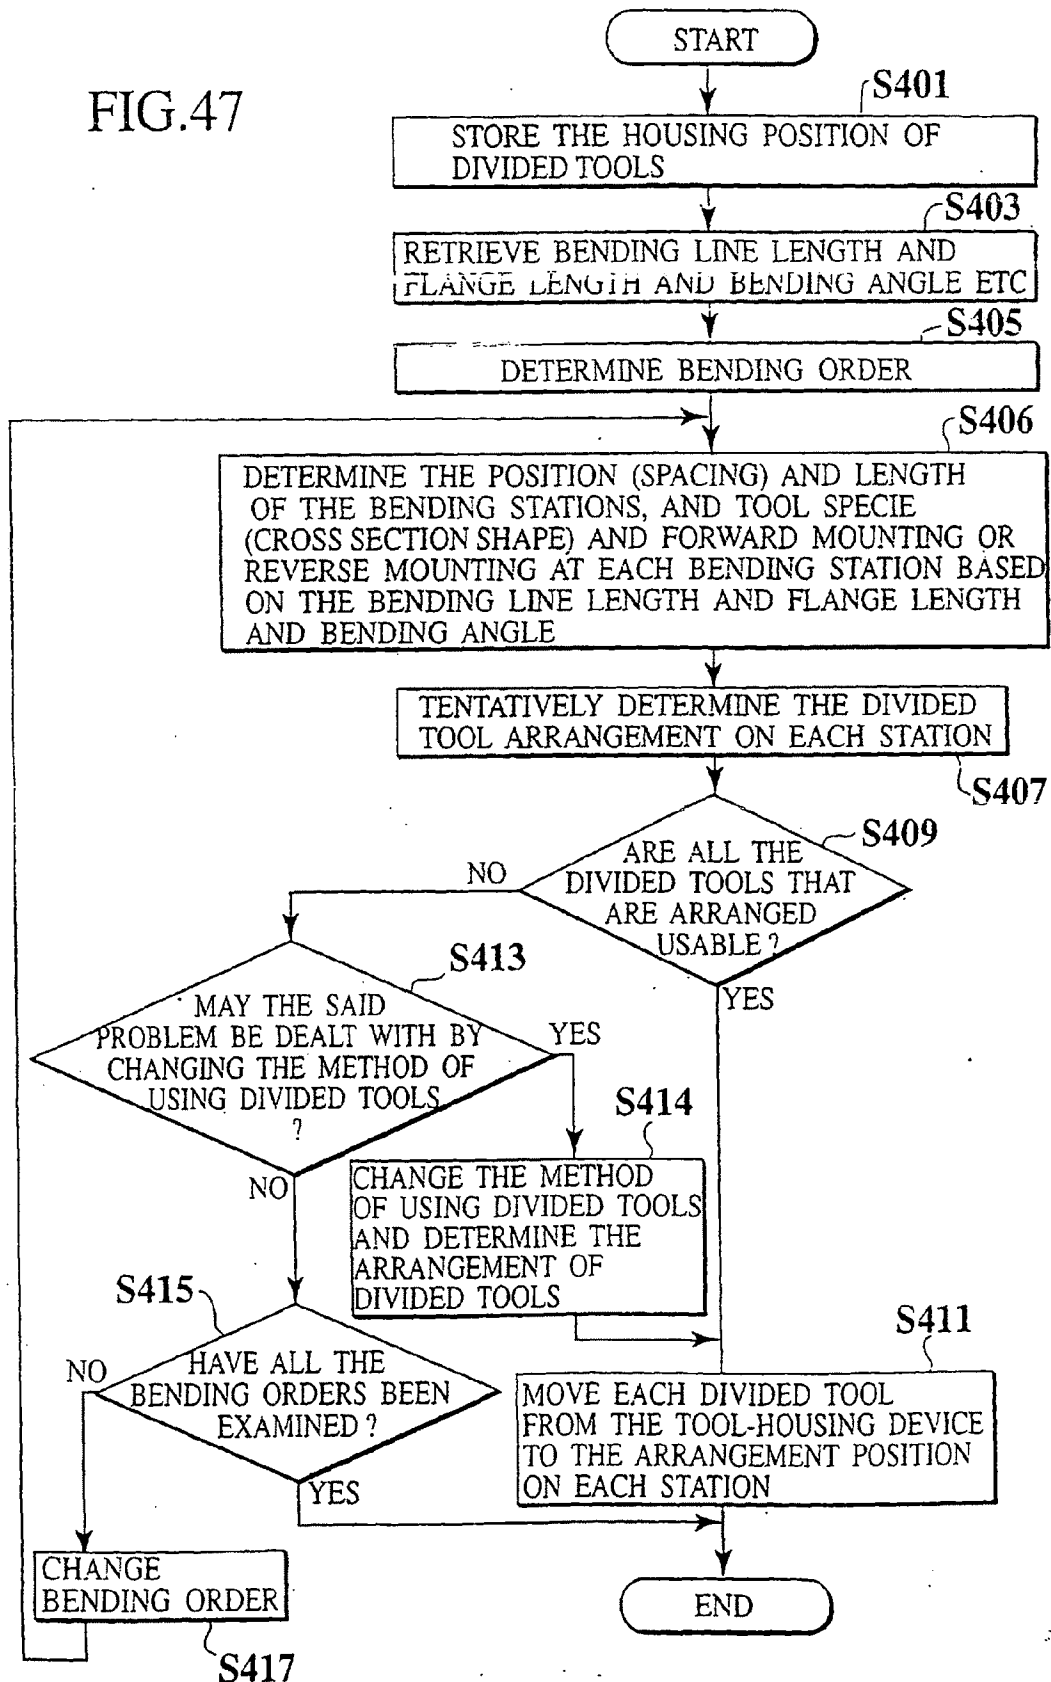 FIG.47
START
S401
STORE THE HOUSING POSITION OF
DIVIDED TOOLS
S403
RETRIEVE BENDING LINE LENGTH AND
FLANGE LENGTH AND BENDING ANGLE ETC
S405
DETERMINE BENDING ORDER
S406
DETERMINE THE POSITION (SPACING) AND LENGTH
OF THE BENDING STATIONS, AND TOOL SPECIE
(CROSS SECTION SHAPE) AND FORWARD MOUNTING OR
REVERSE MOUNTING AT EACH BENDING STATION BASED
ON THE BENDING LINE LENGTH AND FLANGE LENGTH
AND BENDING ANGLE
TENTATIVELY DETERMINE THE DIVIDED
TOOL ARRANGEMENT ON EACH STATION
S407
S409
ARE ALL THE
DIVIDED TOOLS THAT
ARE ARRANGED
USABLE?
NO
YES
S413
MAY THE SAID
PROBLEM BE DEALT WITH BY
CHANGING THE METHOD OF
USING DIVIDED TOOLS
?
YES
NO
S414
CHANGE THE METHOD
OF USING DIVIDED TOOLS
AND DETERMINE THE
ARRANGEMENT OF
DIVIDED TOOLS
S415
HAVE ALL THE
BENDING ORDERS BEEN
EXAMINED?
NO
YES
S411
MOVE EACH DIVIDED TOOL
FROM THE TOOL-HOUSING DEVICE
TO THE ARRANGEMENT POSITION
ON EACH STATION
CHANGE
BENDING ORDER
S417
END